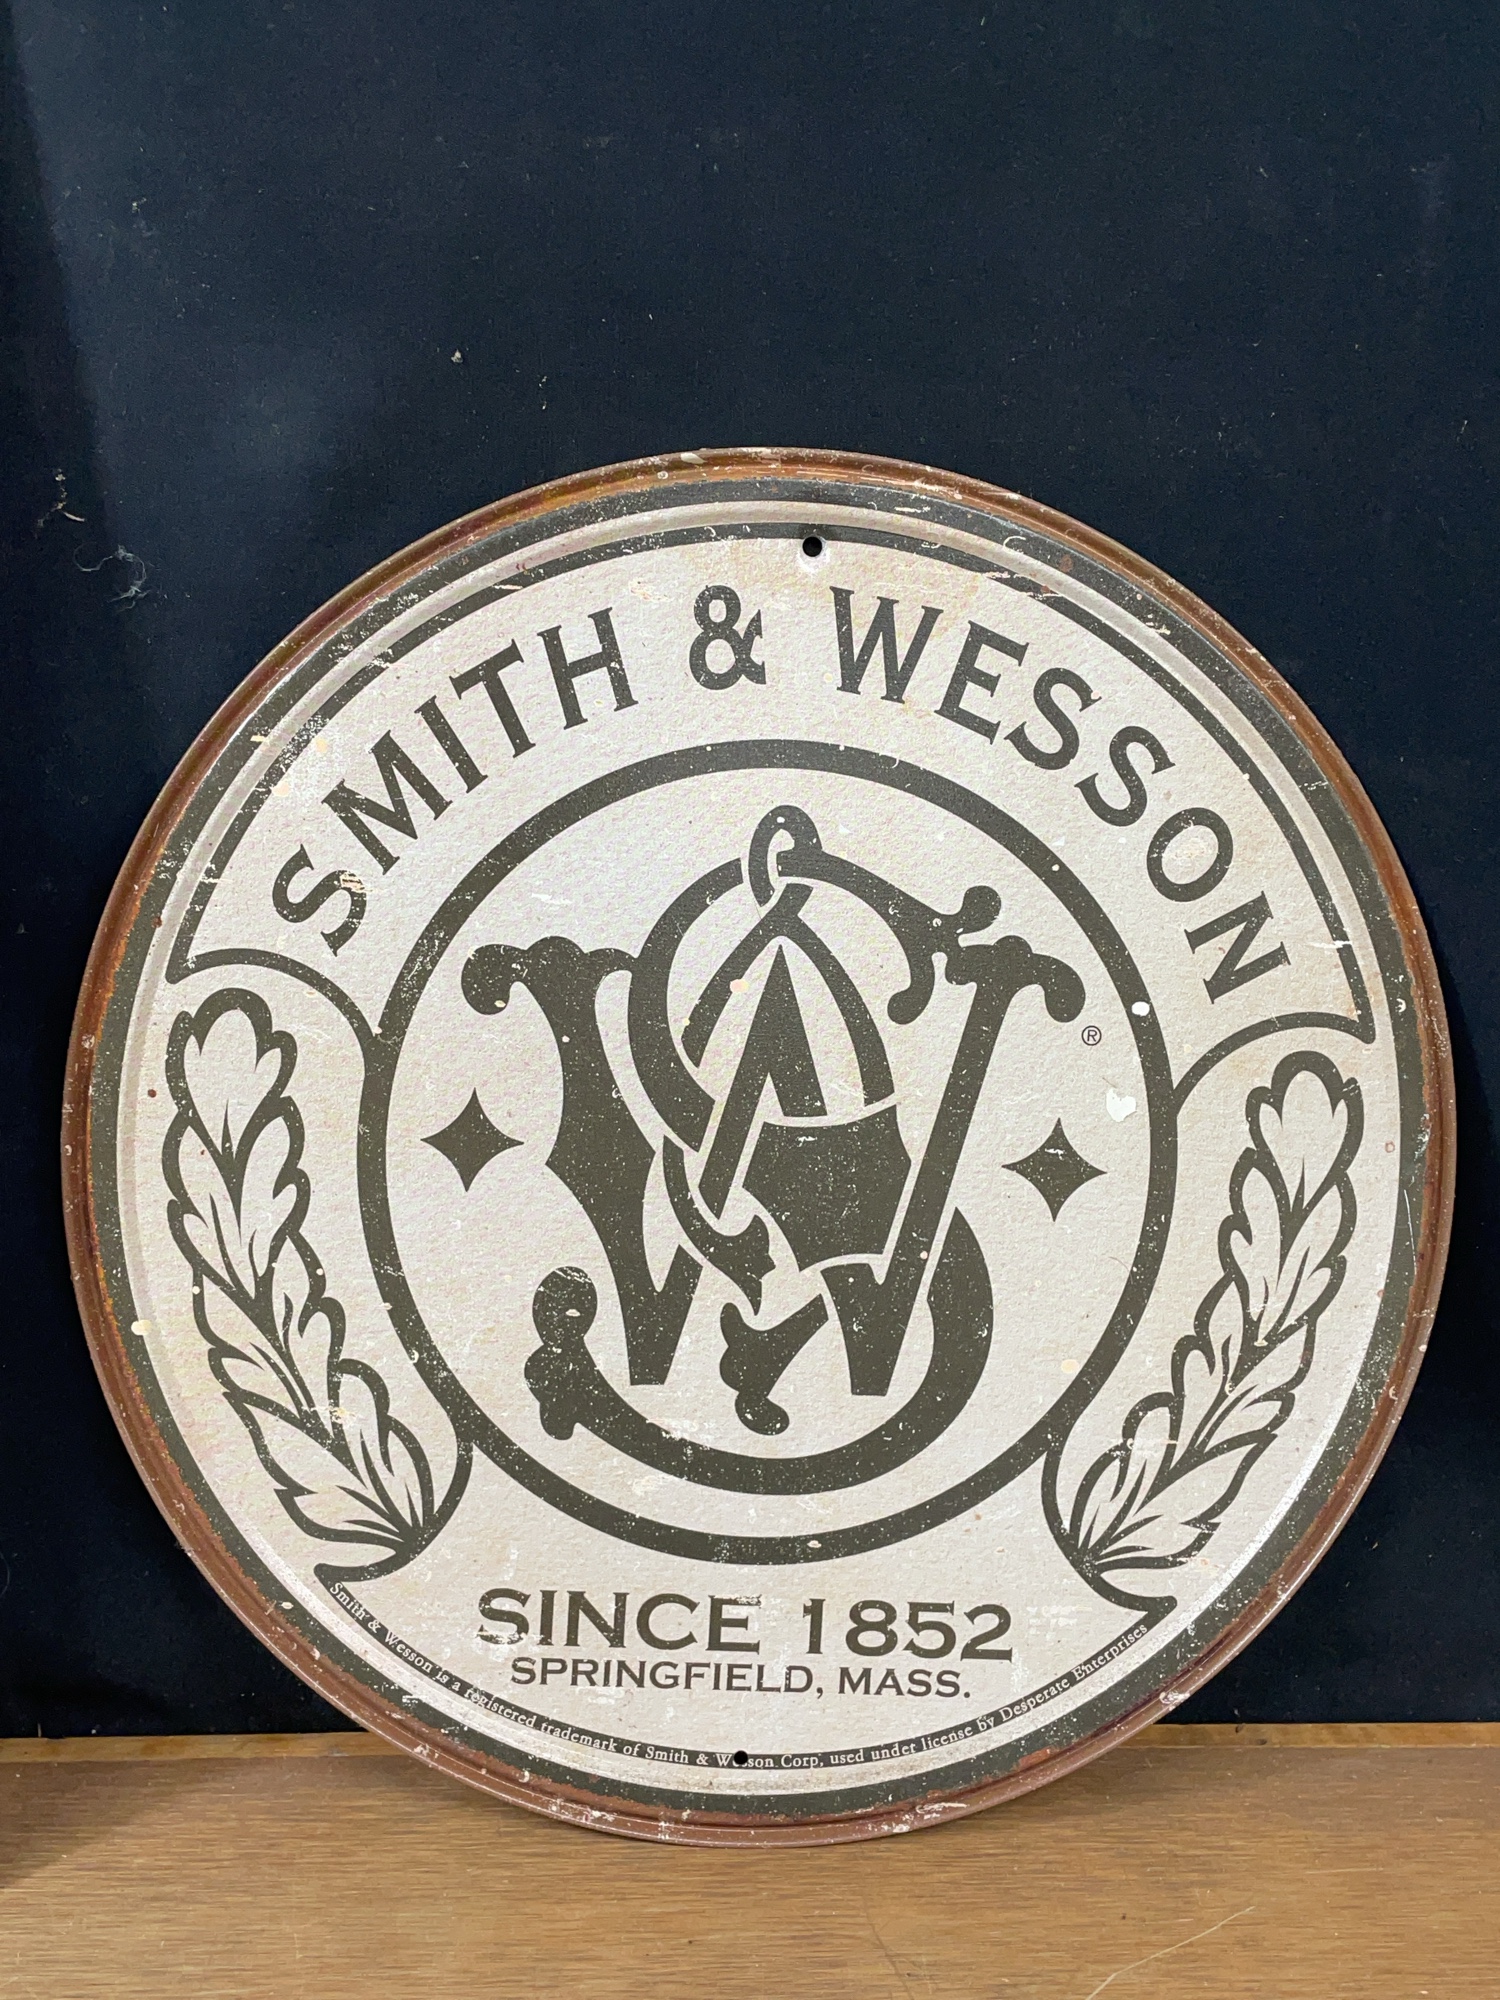 SMITH & WESSON
SW
®
SINCE 1852
SPRINGFIELD, MASS.
Smith & Wesson is a registered trademark of Smith & Wesson Corp, used under license by Desperate Enterprises